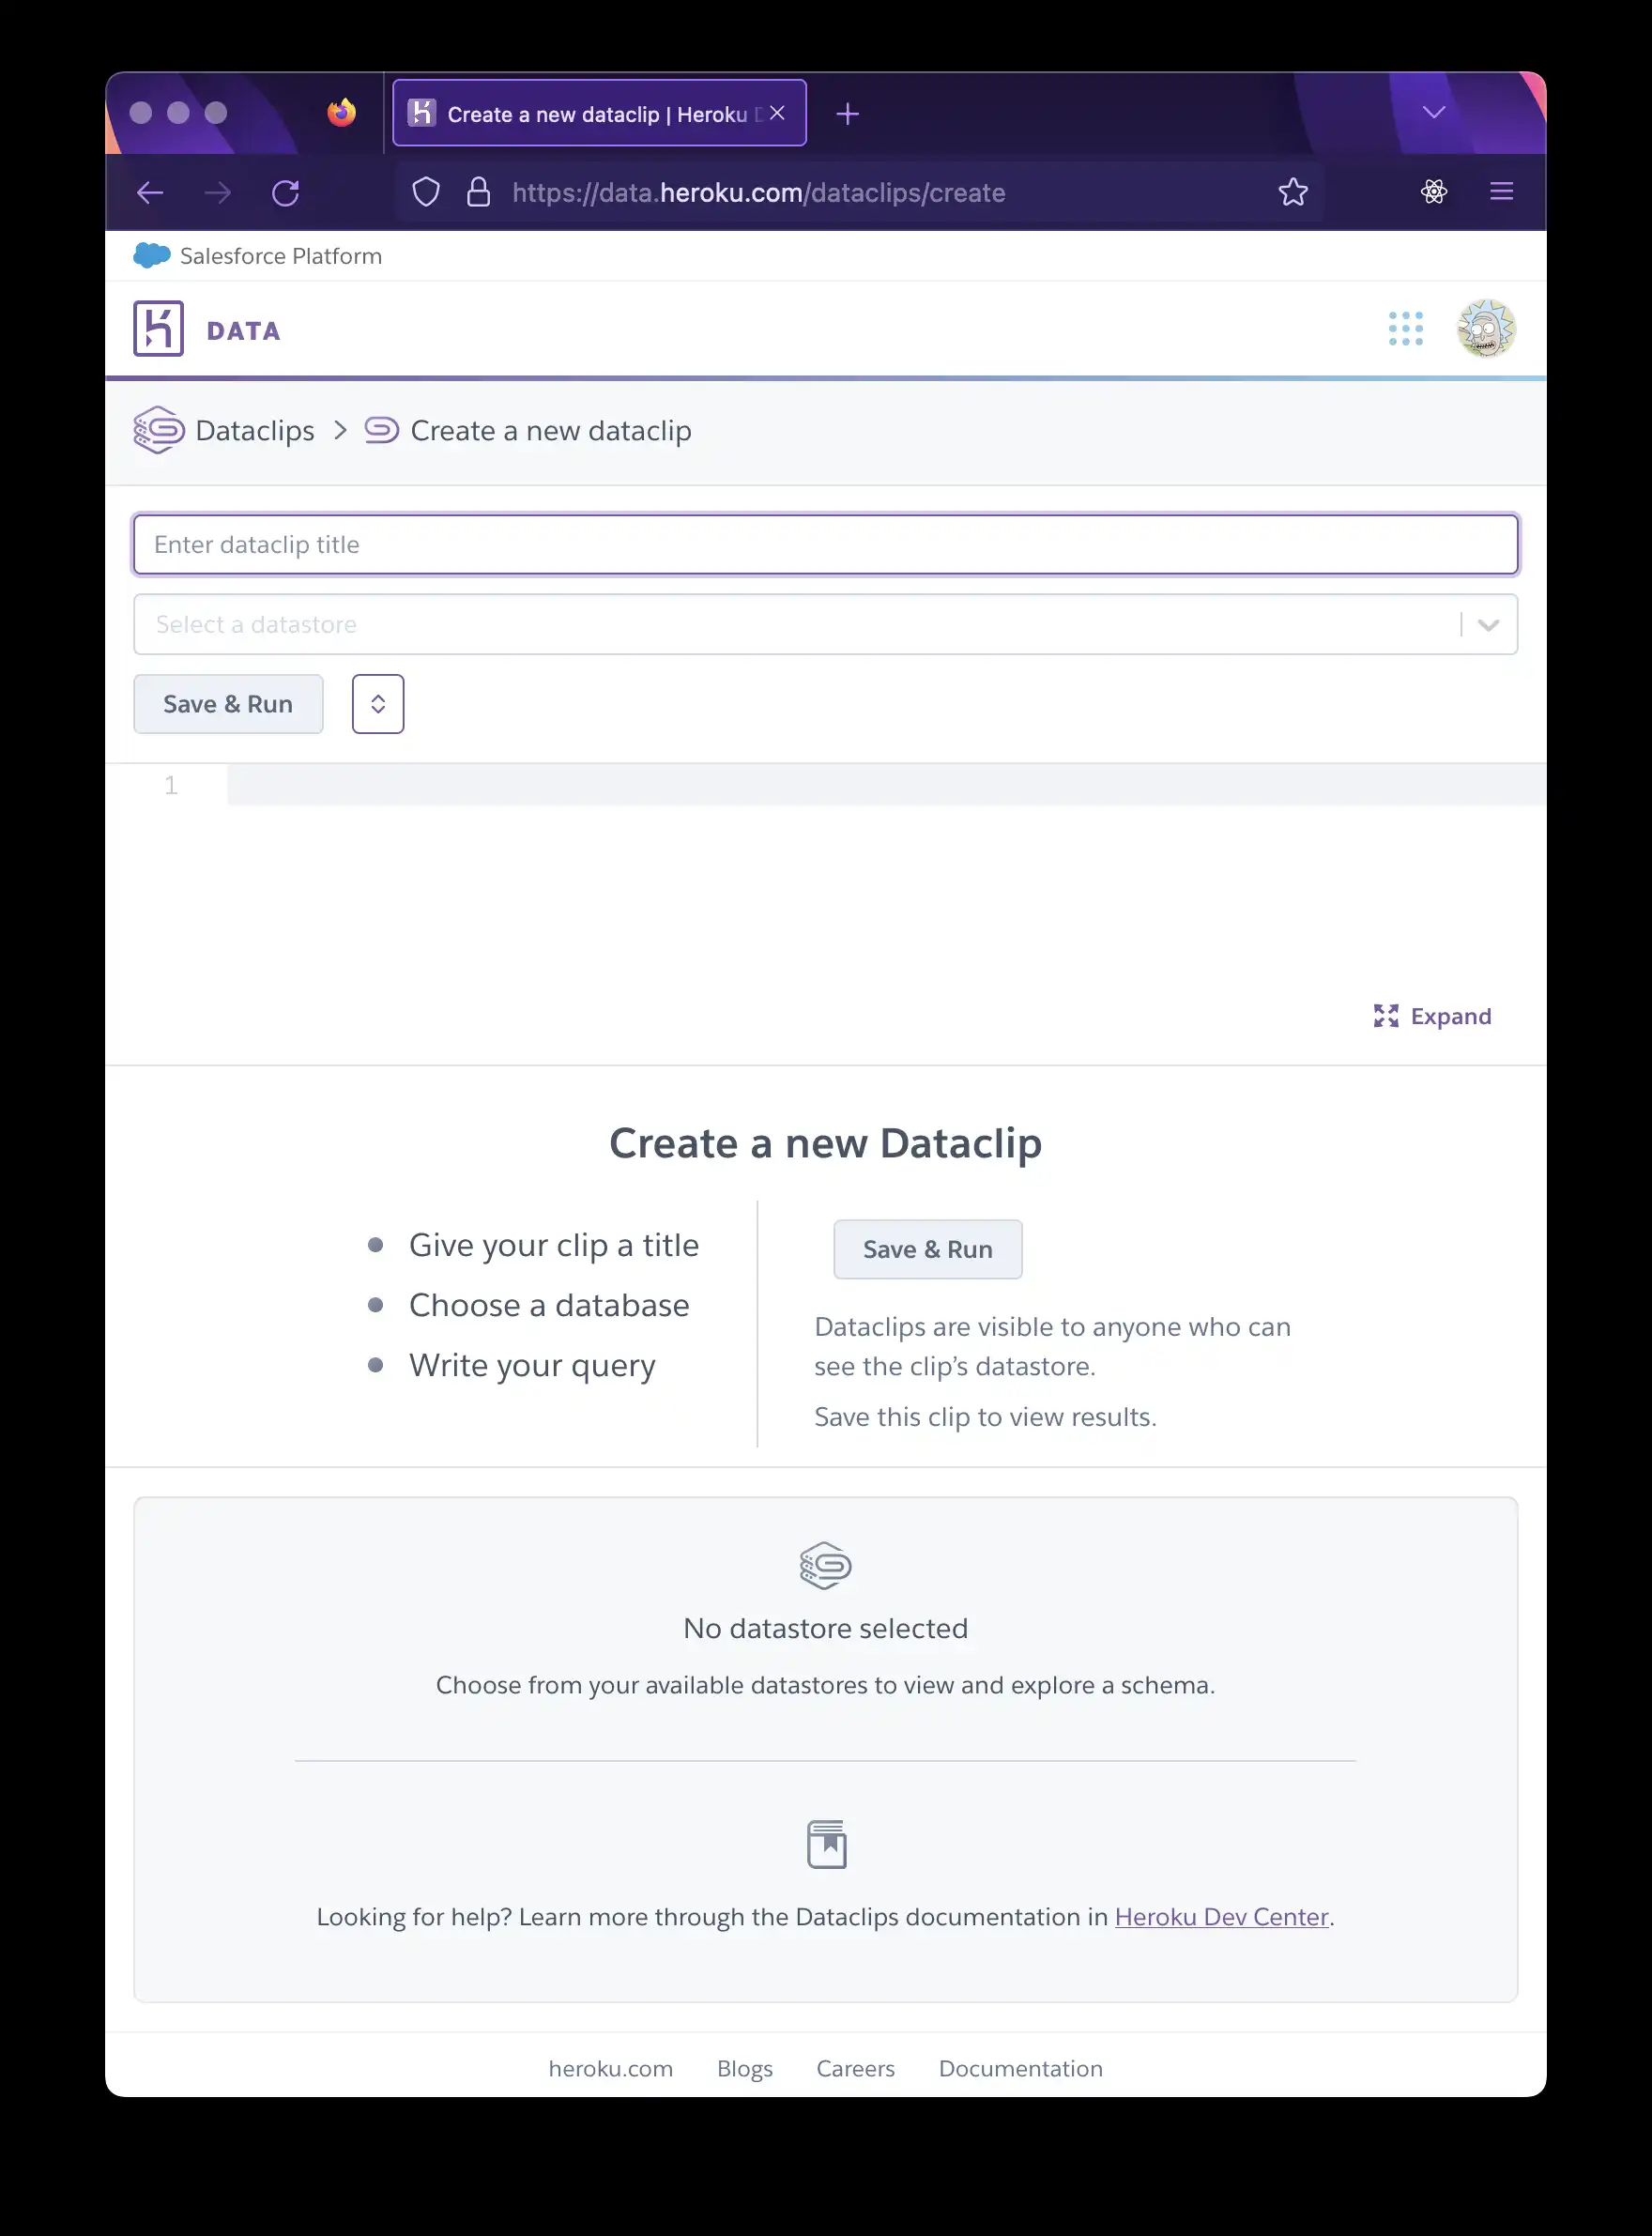 Create a new dataclip | Heroku D
https://data.heroku.com/dataclips/create
Salesforce Platform
DATA
Dataclips > Create a new dataclip
Enter dataclip title
Select a datastore
Save & Run
1
Expand
Create a new Dataclip
Give your clip a title
Choose a database
Write your query
Save & Run
Dataclips are visible to anyone who can
see the clip’s datastore.
Save this clip to view results.
No datastore selected
Choose from your available datastores to view and explore a schema.
Looking for help? Learn more through the Dataclips documentation in Heroku Dev Center.
heroku.com Blogs Careers Documentation